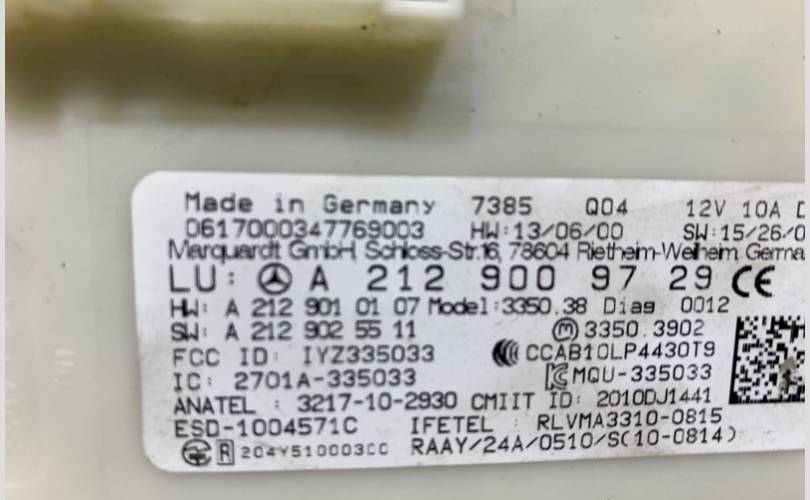 Made in Germany 7385 Q04 12V 10A D
0617000347769003 HW:13/06/00 SW:15/26/0
Marquardt GmbH, Schloss-Str.16, 78604 Rietheim-Weilheim, Germa
LU: A 212 900 97 29 CE
HW: A 212 901 01 07 Model:3350.38 Diag 0012
SW: A 212 902 55 11 M 3350.3902
FCC ID: IYZ335033 CCAB10LP4430T9
IC: 2701A-335033 MQU-335033
ANATEL : 3217-10-2930 CMIIT ID: 2010DJ1441
ESD-1004571C IFETEL : RLVMA3310-0815
R 204Y510003CC RAAY/24A/0510/S(10-0814)